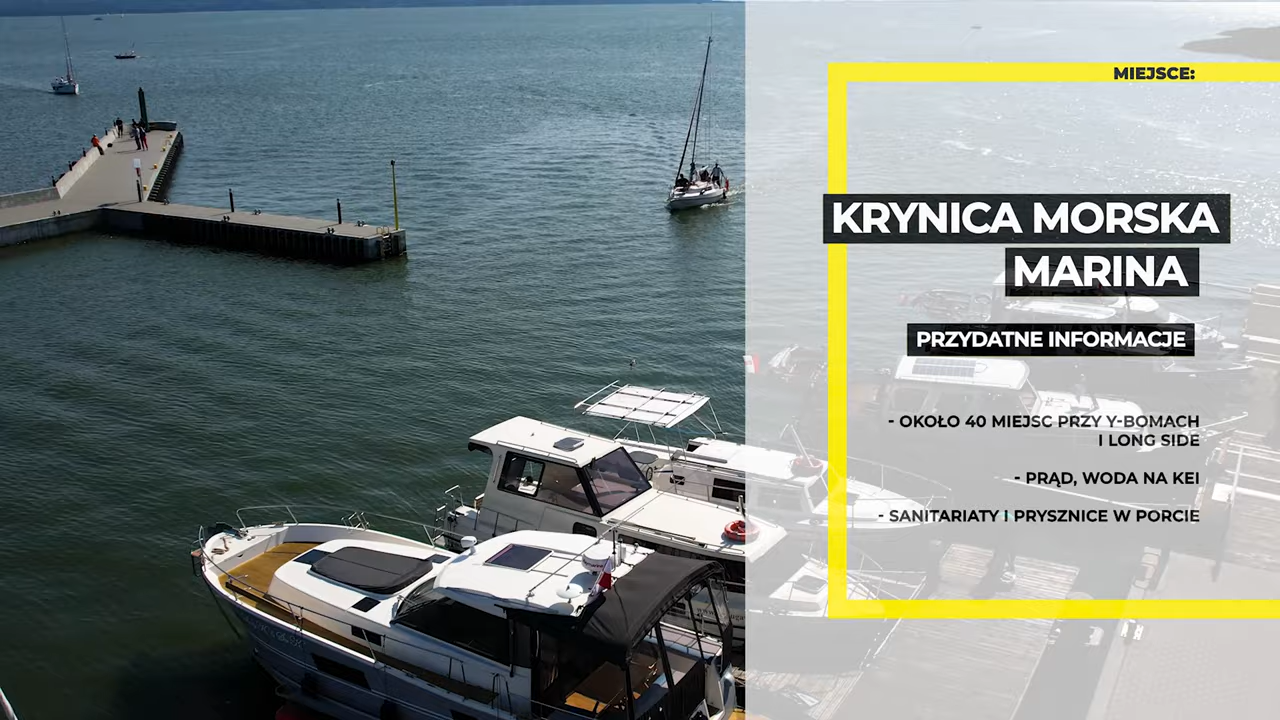 MIEJSCE:
KRYNICA MORSKA
MARINA
PRZYDATNE INFORMACJE
- OKOŁO 40 MIEJSC PRZY Y-BOMACH
I LONG SIDE
- PRĄD, WODA NA KEI
- SANITARIATY I PRYSZNICE W PORCIE